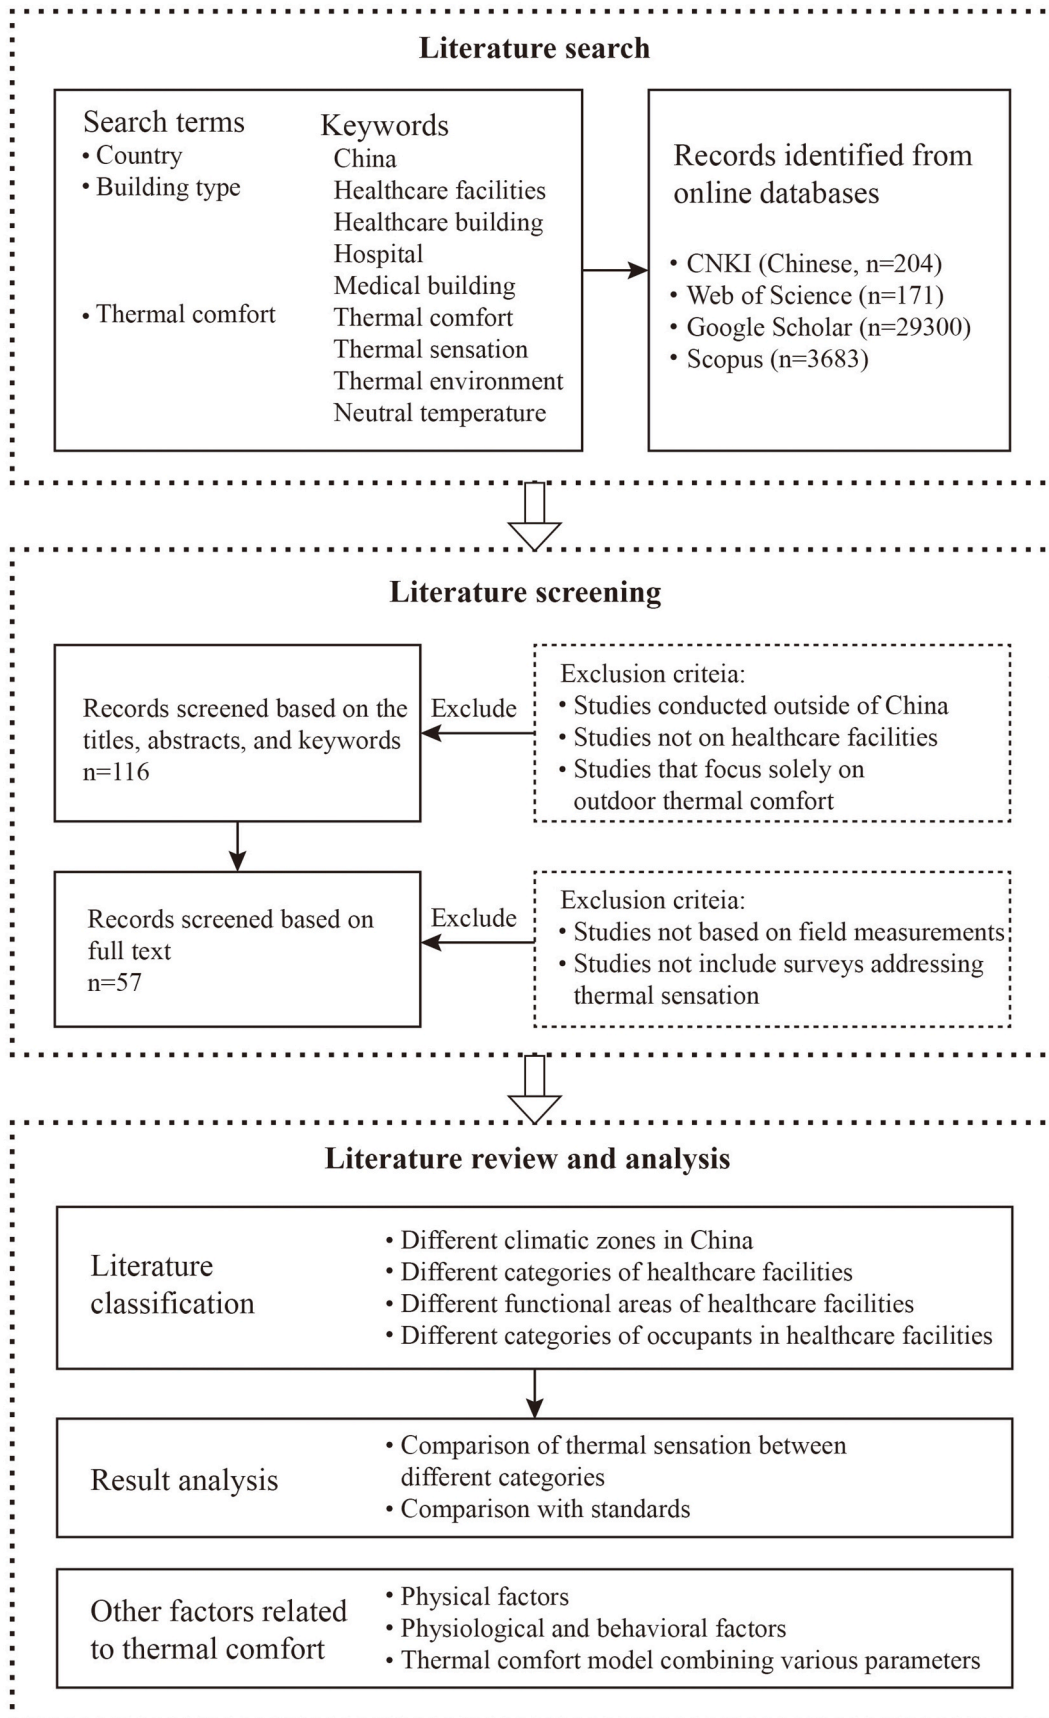 Literature search
Search terms
• Country
• Building type
• Thermal comfort
Keywords
China
Healthcare facilities
Healthcare building
Hospital
Medical building
Thermal comfort
Thermal sensation
Thermal environment
Neutral temperature
Records identified from
online databases
• CNKI (Chinese, n=204)
• Web of Science (n=171)
• Google Scholar (n=29300)
• Scopus (n=3683)
Literature screening
Records screened based on the
titles, abstracts, and keywords
n=116
Exclude
Exclusion criteia:
• Studies conducted outside of China
• Studies not on healthcare facilities
• Studies that focus solely on
outdoor thermal comfort
Records screened based on
full text
n=57
Exclude
Exclusion criteia:
• Studies not based on field measurements
• Studies not include surveys addressing
thermal sensation
Literature review and analysis
Literature
classification
• Different climatic zones in China
• Different categories of healthcare facilities
• Different functional areas of healthcare facilities
• Different categories of occupants in healthcare facilities
Result analysis
• Comparison of thermal sensation between
different categories
• Comparison with standards
Other factors related
to thermal comfort
• Physical factors
• Physiological and behavioral factors
• Thermal comfort model combining various parameters